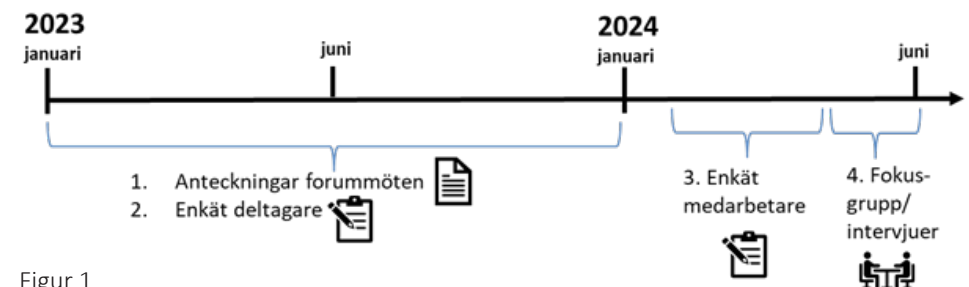 2023
januari
juni
2024
januari
juni
1. Anteckningar forummöten
2. Enkät deltagare
3. Enkät
medarbetare
4. Fokus-
grupp/
intervjuer
Figur 1